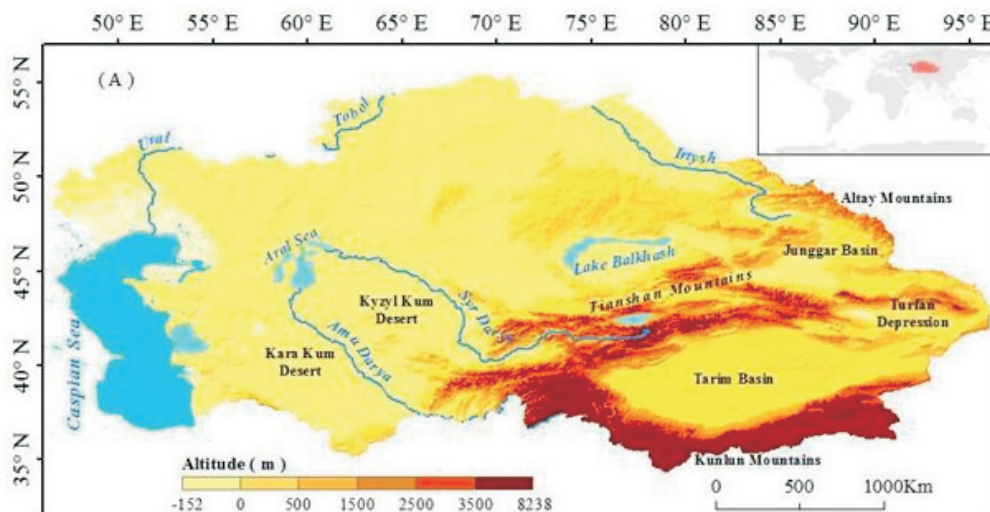 50° E 55° E 60° E 65° E 70° E 75° E 80° E 85° E 90° E 95° E
(A)
55° N
50° N
45° N
40° N
35° N
Tobol
Ural
Irtysh
Altay Mountains
Aral Sea
Lake Balkhash
Junggar Basin
Tianshan Mountains
Kyzyl Kum
Desert
Syr Darya
Turfan
Depression
Caspian Sea
Kara Kum
Desert
Amu Darya
Tarim Basin
Kunlun Mountains
Altitude ( m )
-152 0 500 1500 2500 3500 8238
0 500 1000Km